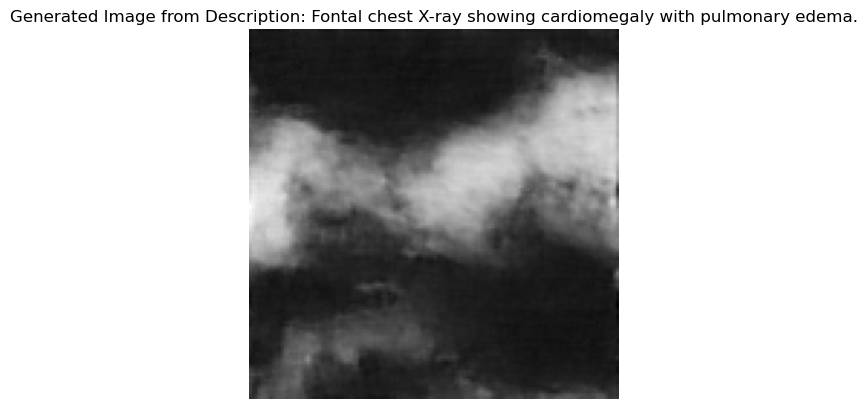 Generated Image from Description: Fontal chest X-ray showing cardiomegaly with pulmonary edema.